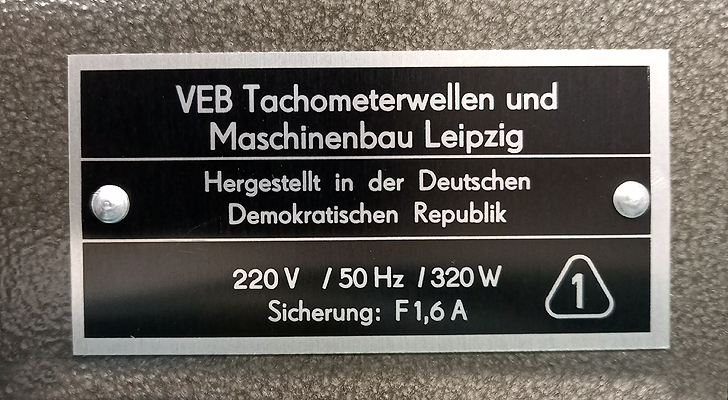 VEB Tachometerwellen und
Maschinenbau Leipzig
Hergestellt in der Deutschen
Demokratischen Republik
220 V / 50 Hz / 320 W
Sicherung: F 1,6 A
1